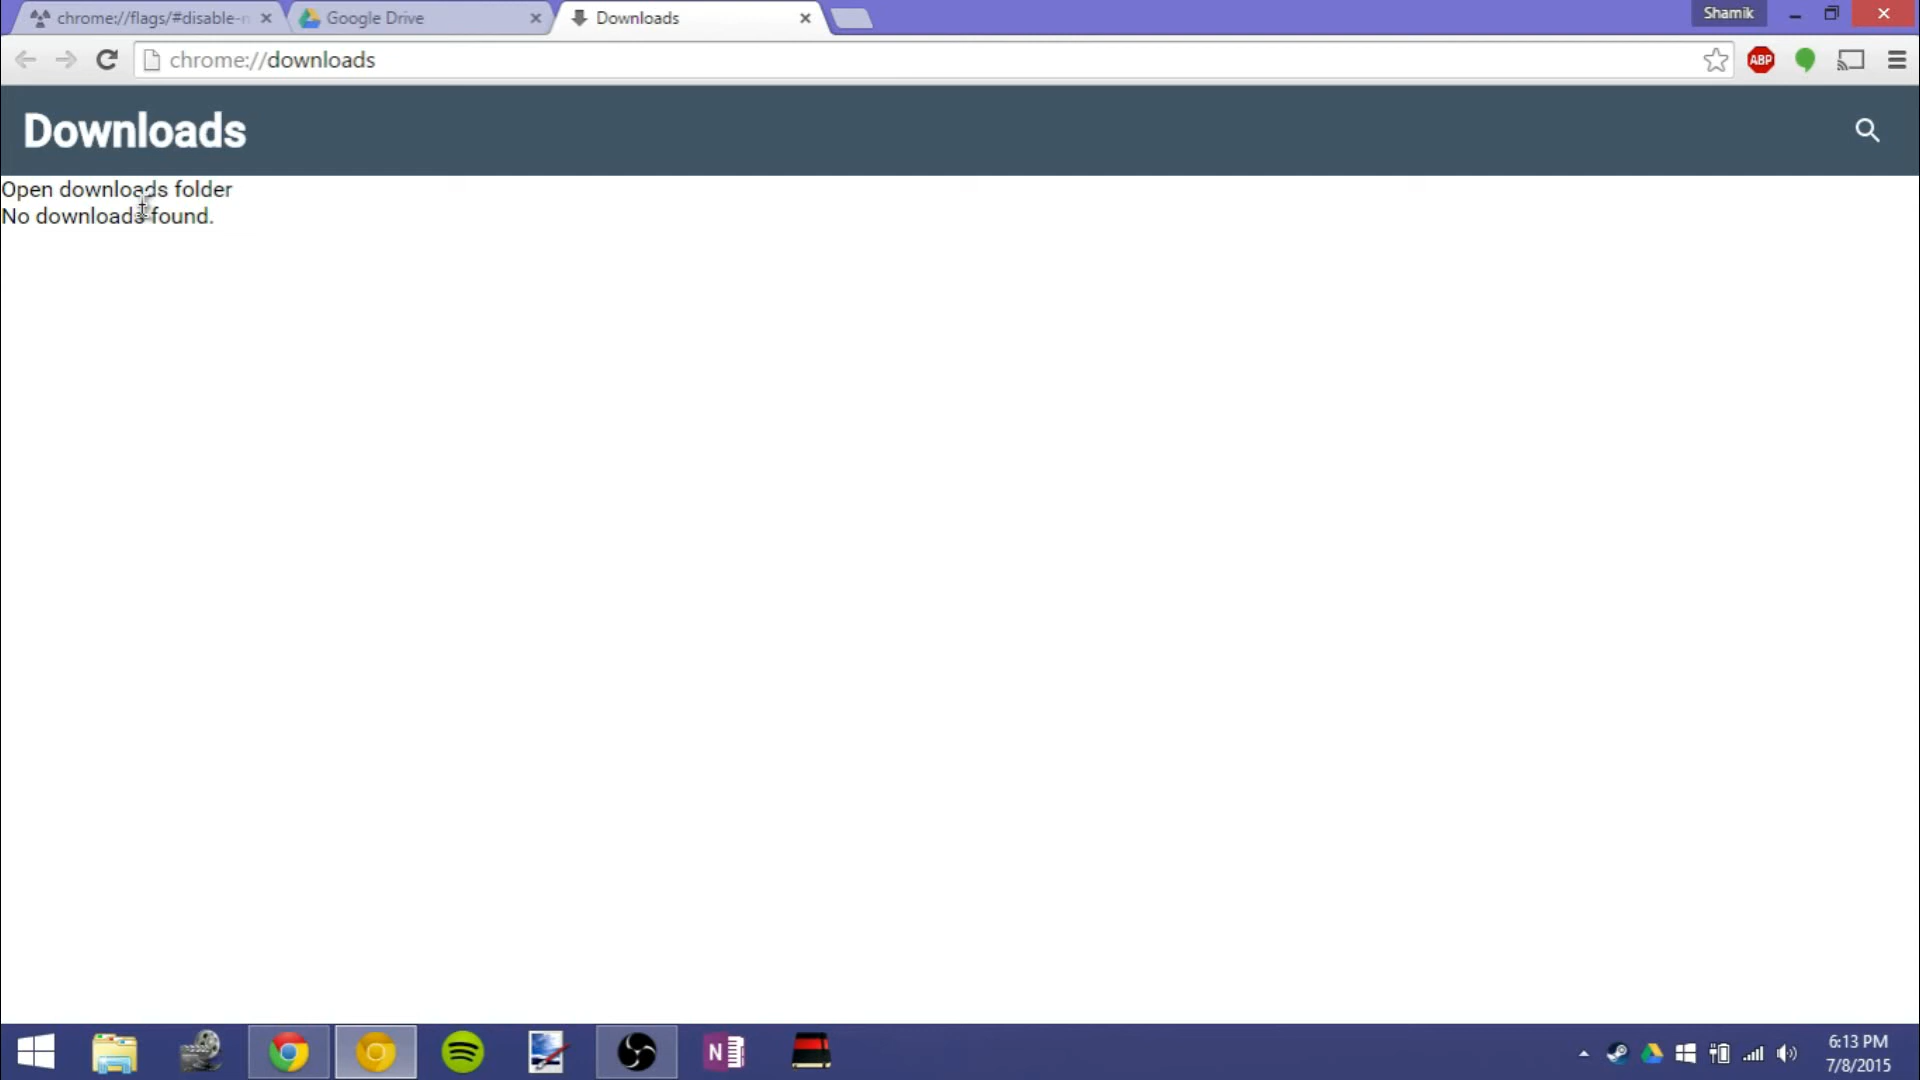 chrome://flags/#disable-n
Google Drive
Downloads
Shamik
chrome://downloads
ABP
Downloads
Open downloads folder
No downloads found.
N
6:13 PM
7/8/2015